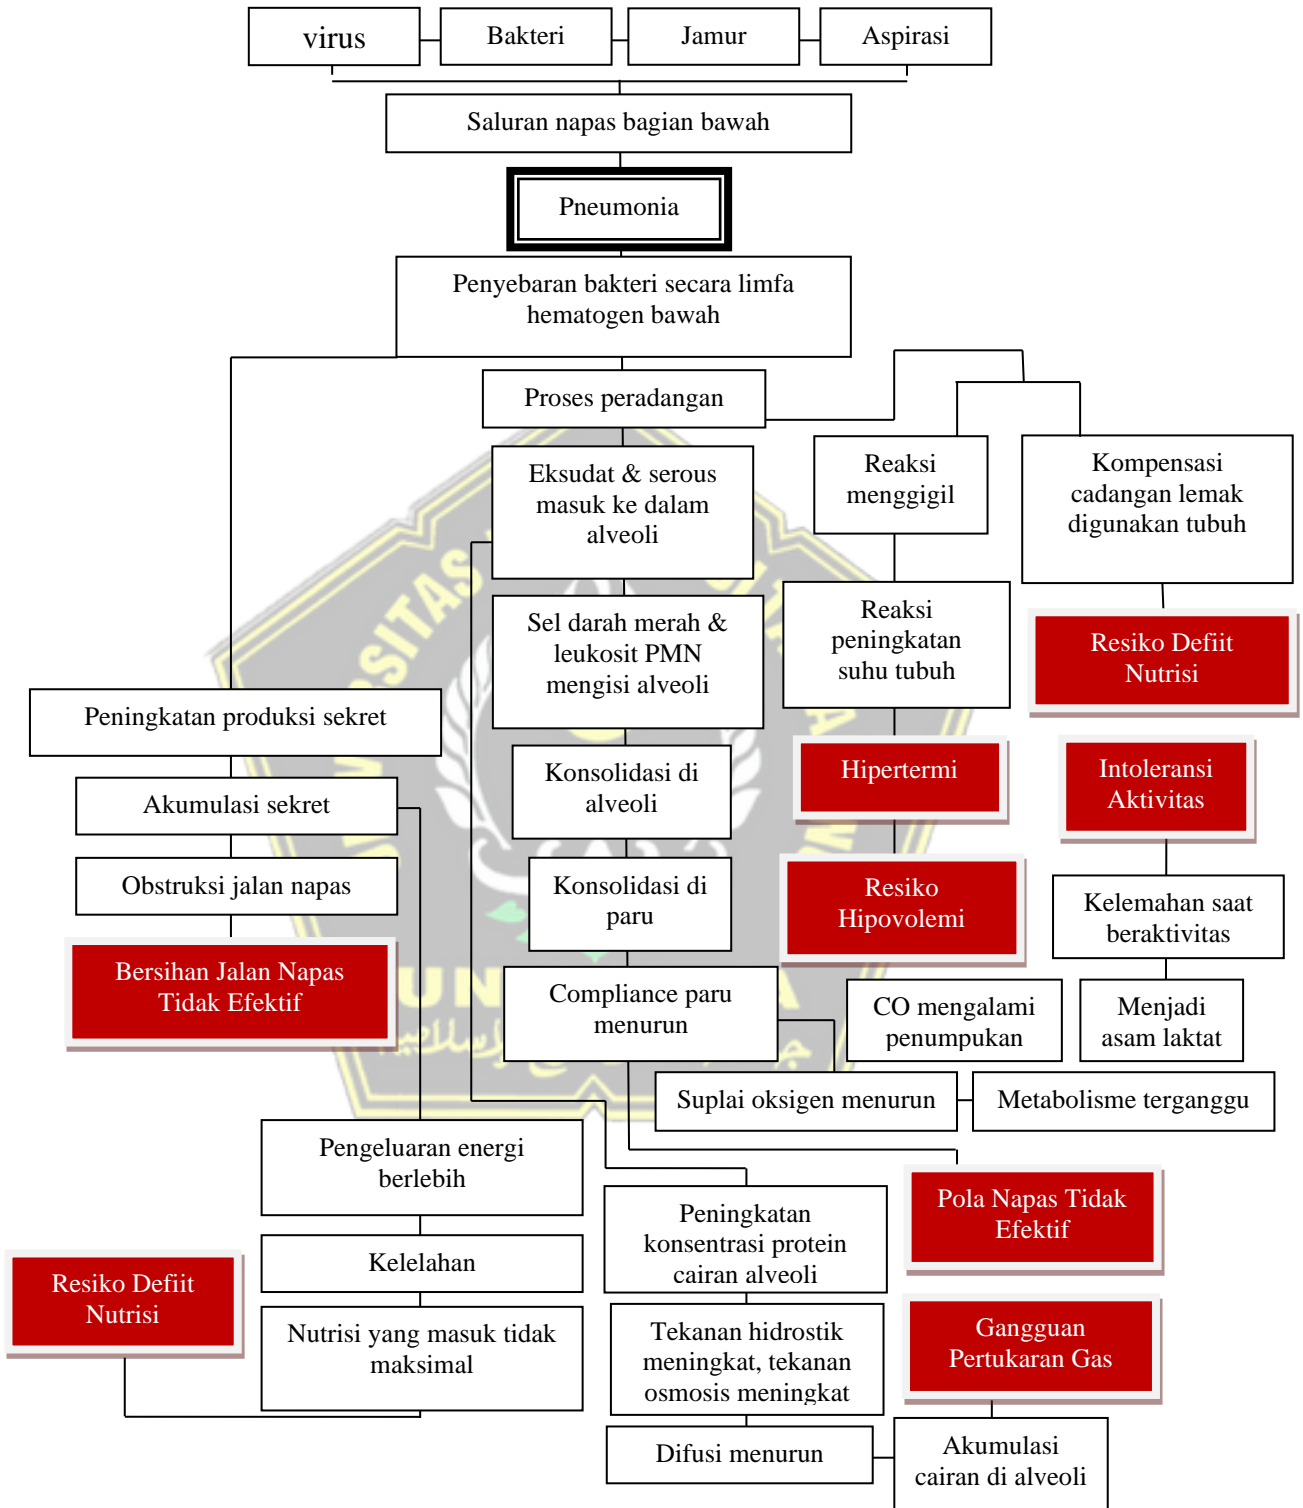 virus
Bakteri
Jamur
Aspirasi
Saluran napas bagian bawah
Pneumonia
Penyebaran bakteri secara limfa
hematogen bawah
Proses peradangan
Eksudat & serous
masuk ke dalam
alveoli
Reaksi
menggigil
Kompensasi
cadangan lemak
digunakan tubuh
Sel darah merah &
leukosit PMN
mengisi alveoli
Reaksi
peningkatan
suhu tubuh
Resiko Defiit
Nutrisi
Peningkatan produksi sekret
Konsolidasi di
alveoli
Hipertermi
Intoleransi
Aktivitas
Akumulasi sekret
Obstruksi jalan napas
Konsolidasi di
paru
Resiko
Hipovolemi
Kelemahan saat
beraktivitas
Bersihan Jalan Napas
Tidak Efektif
Compliance paru
menurun
CO mengalami
penumpukan
Menjadi
asam laktat
Suplai oksigen menurun
Metabolisme terganggu
Pengeluaran energi
berlebih
Peningkatan
konsentrasi protein
cairan alveoli
Pola Napas Tidak
Efektif
Kelelahan
Resiko Defiit
Nutrisi
Nutrisi yang masuk tidak
maksimal
Tekanan hidrostik
meningkat, tekanan
osmosis meningkat
Gangguan
Pertukaran Gas
Difusi menurun
Akumulasi
cairan di alveoli